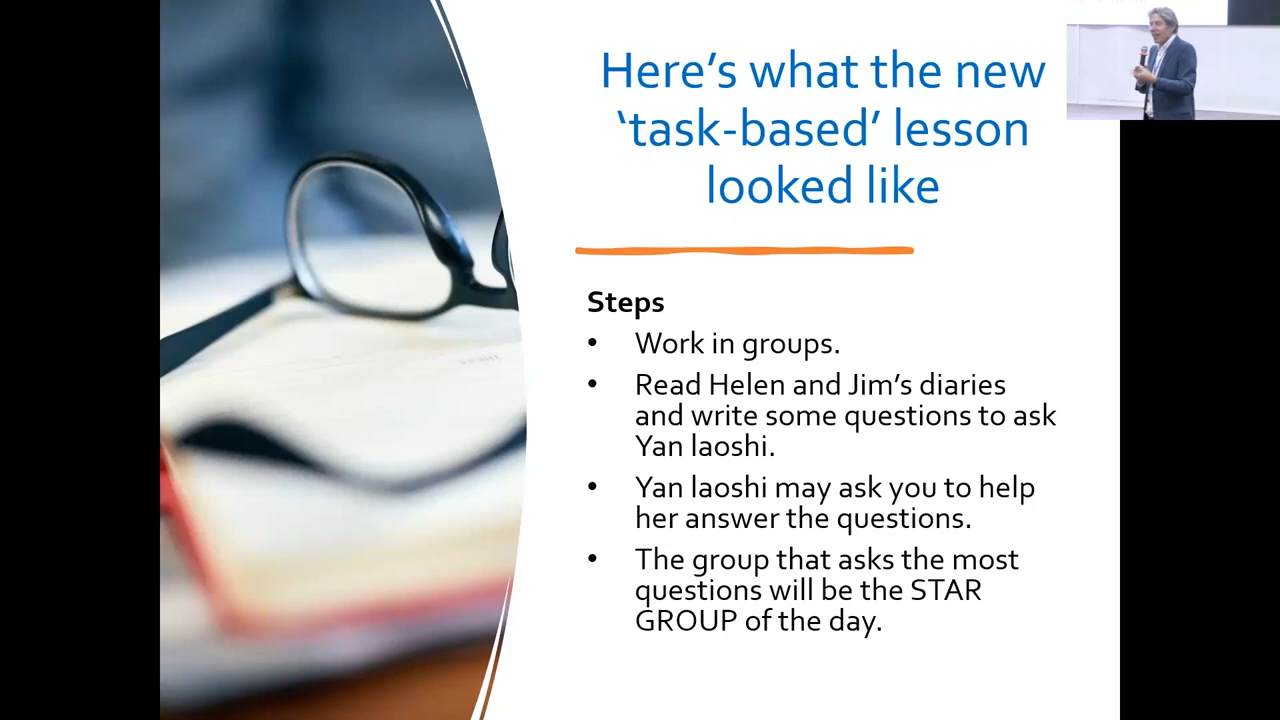 Here’s what the new
‘task-based’ lesson
looked like
Steps
• Work in groups.
• Read Helen and Jim’s diaries
and write some questions to ask
Yan laoshi.
• Yan laoshi may ask you to help
her answer the questions.
• The group that asks the most
questions will be the STAR
GROUP of the day.